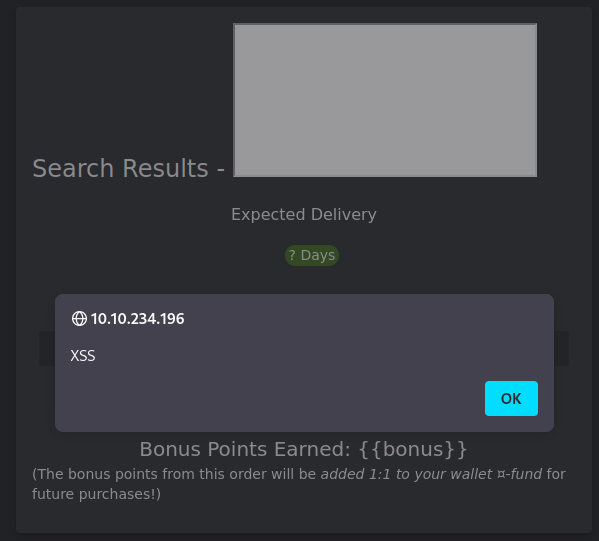 Search Results -
Expected Delivery
? Days
10.10.234.196
XSS
OK
Bonus Points Earned: {{bonus}}
(The bonus points from this order will be added 1:1 to your wallet ¤-fund for
future purchases!)